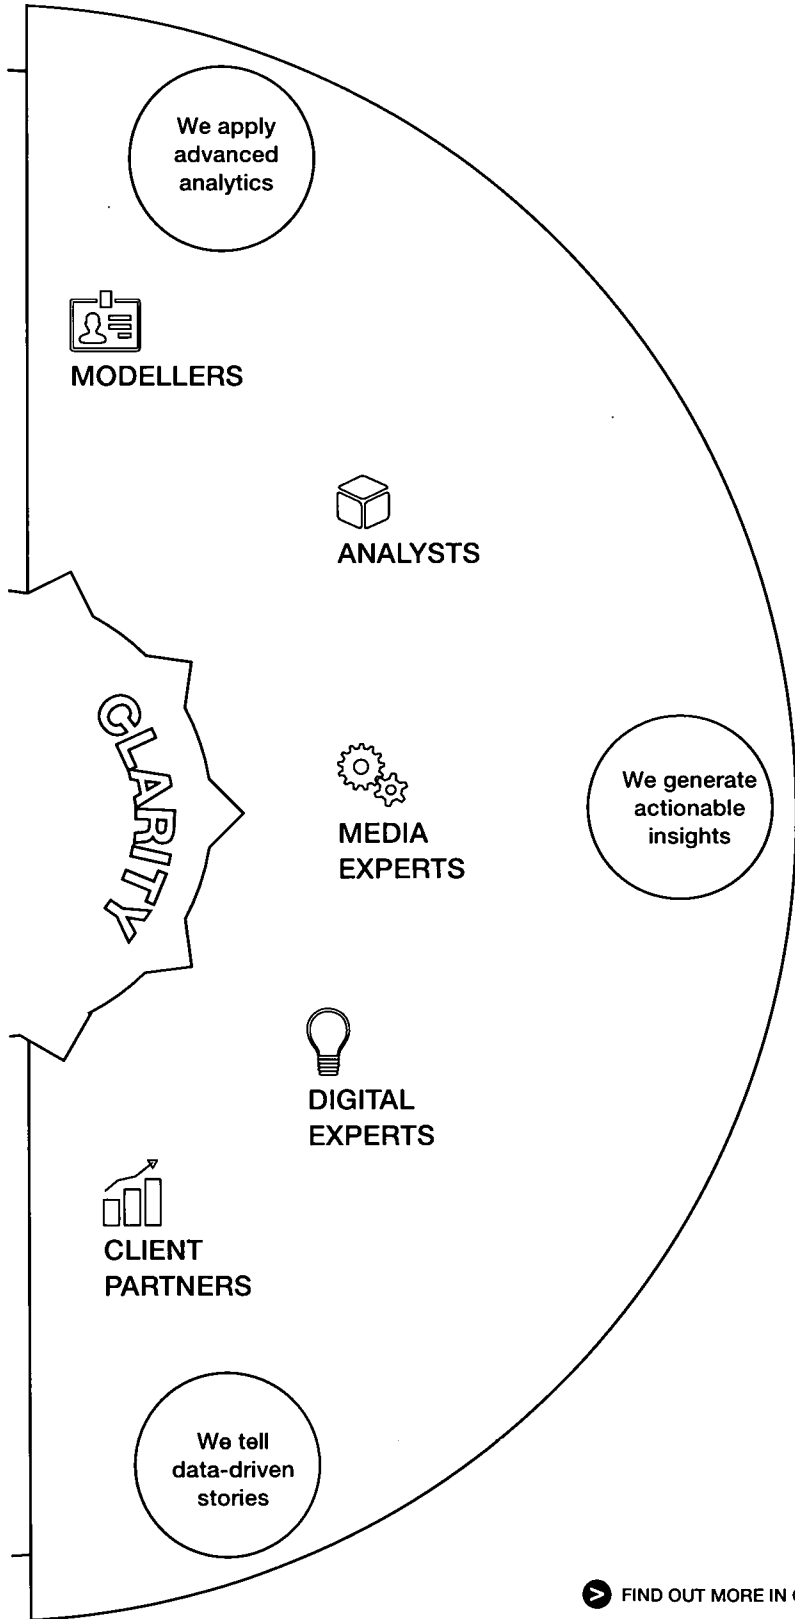 We apply
advanced
analytics
MODELLERS
ANALYSTS
CLARITY
MEDIA
EXPERTS
We generate
actionable
insights
DIGITAL
EXPERTS
CLIENT
PARTNERS
We tell
data-driven
stories
FIND OUT MORE IN